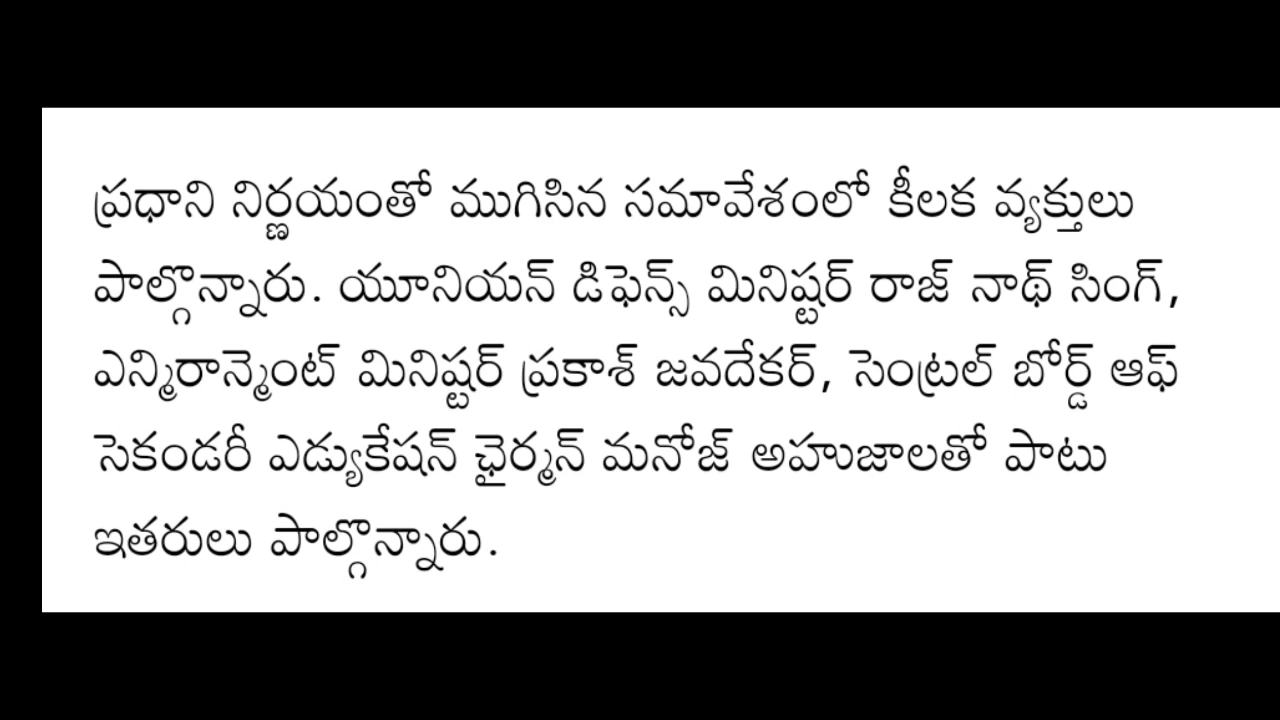 ప్రధాని నిర్ణయంతో ముగిసిన సమావేశంలో కీలక వ్యక్తులు
పాల్గొన్నారు. యూనియన్ డిఫెన్స్ మినిష్టర్ రాజ్ నాథ్ సింగ్,
ఎన్మిరాన్మెంట్ మినిష్టర్ ప్రకాశ్ జవదేకర్, సెంట్రల్ బోర్డ్ ఆఫ్
సెకండరీ ఎడ్యుకేషన్ ఛైర్మన్ మనోజ్ అహుజాలతో పాటు
ఇతరులు పాల్గొన్నారు.